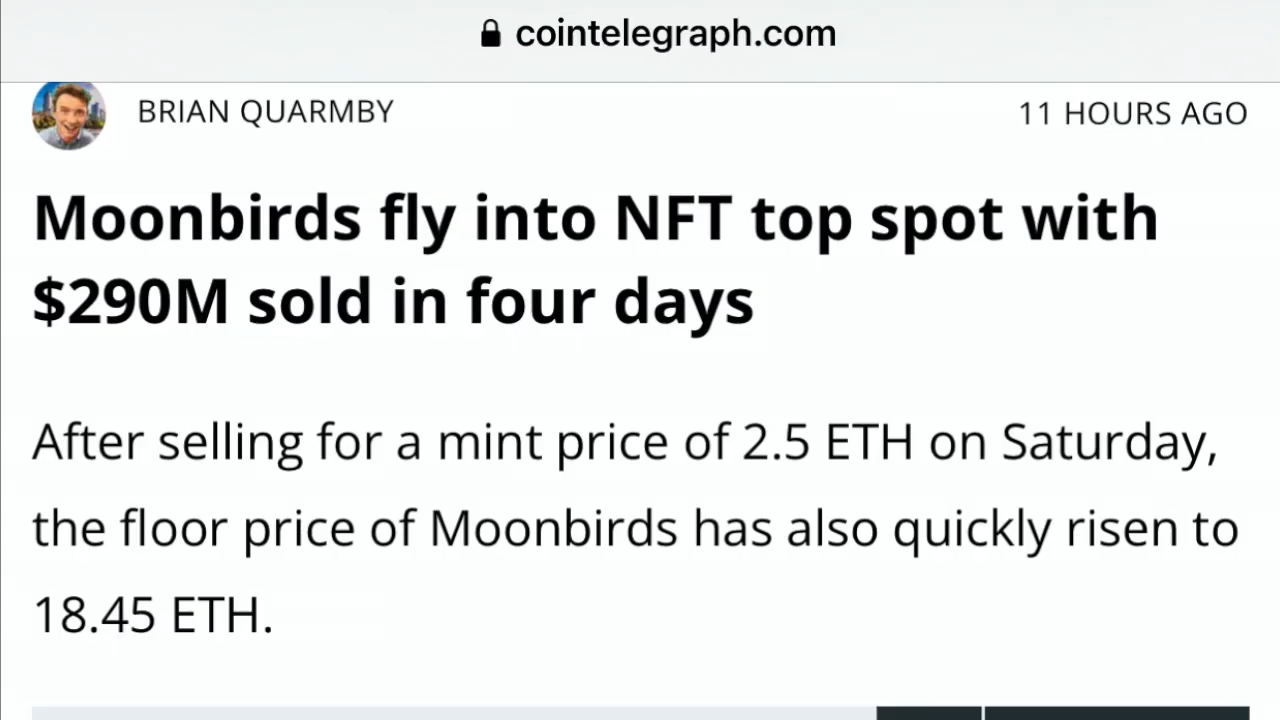 cointelegraph.com
BRIAN QUARMBY
11 HOURS AGO
Moonbirds fly into NFT top spot with
$290M sold in four days
After selling for a mint price of 2.5 ETH on Saturday,
the floor price of Moonbirds has also quickly risen to
18.45 ETH.